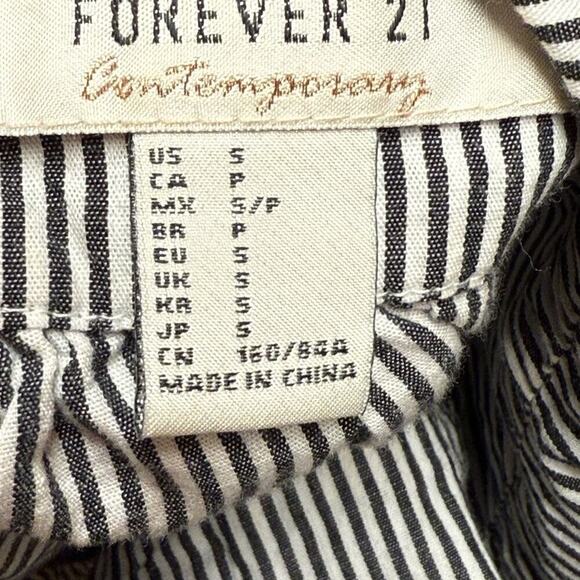 FOREVER 21
Contemporary
US S
CA P
MX S/P
BR P
EU S
UK S
KR S
JP S
CN 160/84A
MADE IN CHINA